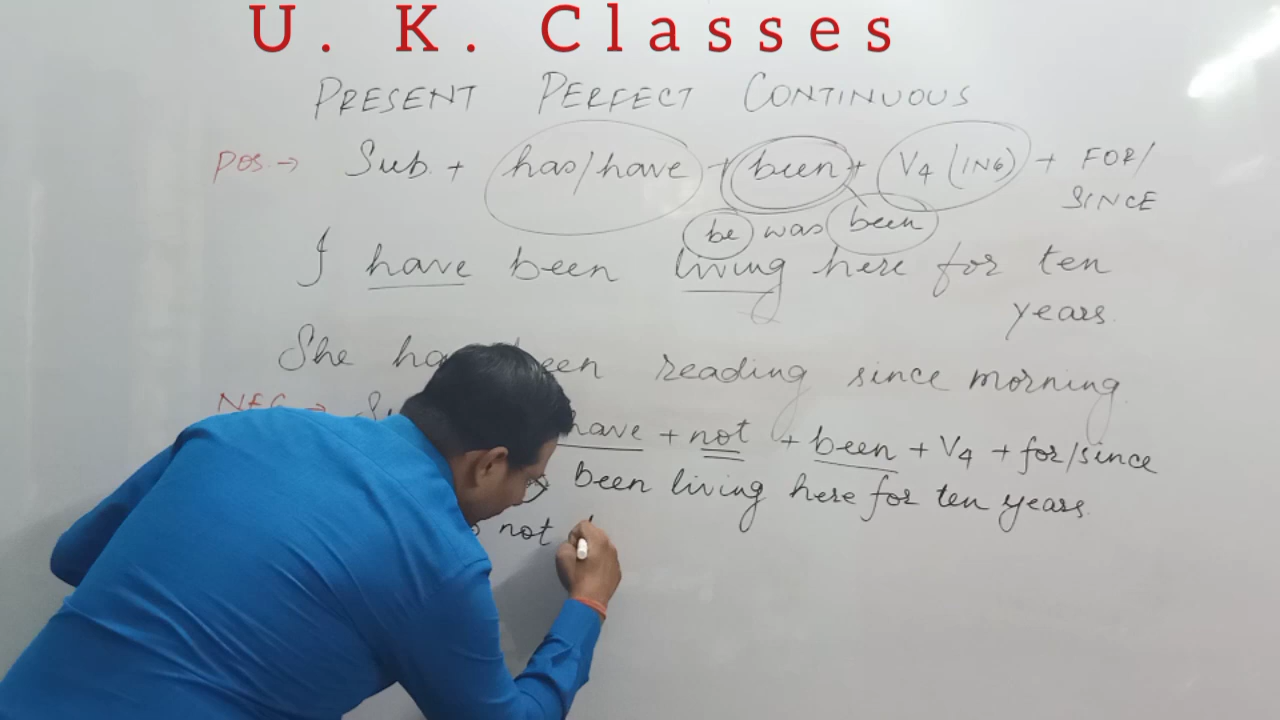 U. K. Classes
PRESENT PERFECT CONTINUOUS
POS → Sub. + has/have + been + V4 (ING) + FOR/
SINCE
be was been
I have been living here for ten
years.
She been reading since morning.
NEG → have + not + been + V4 + for/since
been living here for ten years.
not